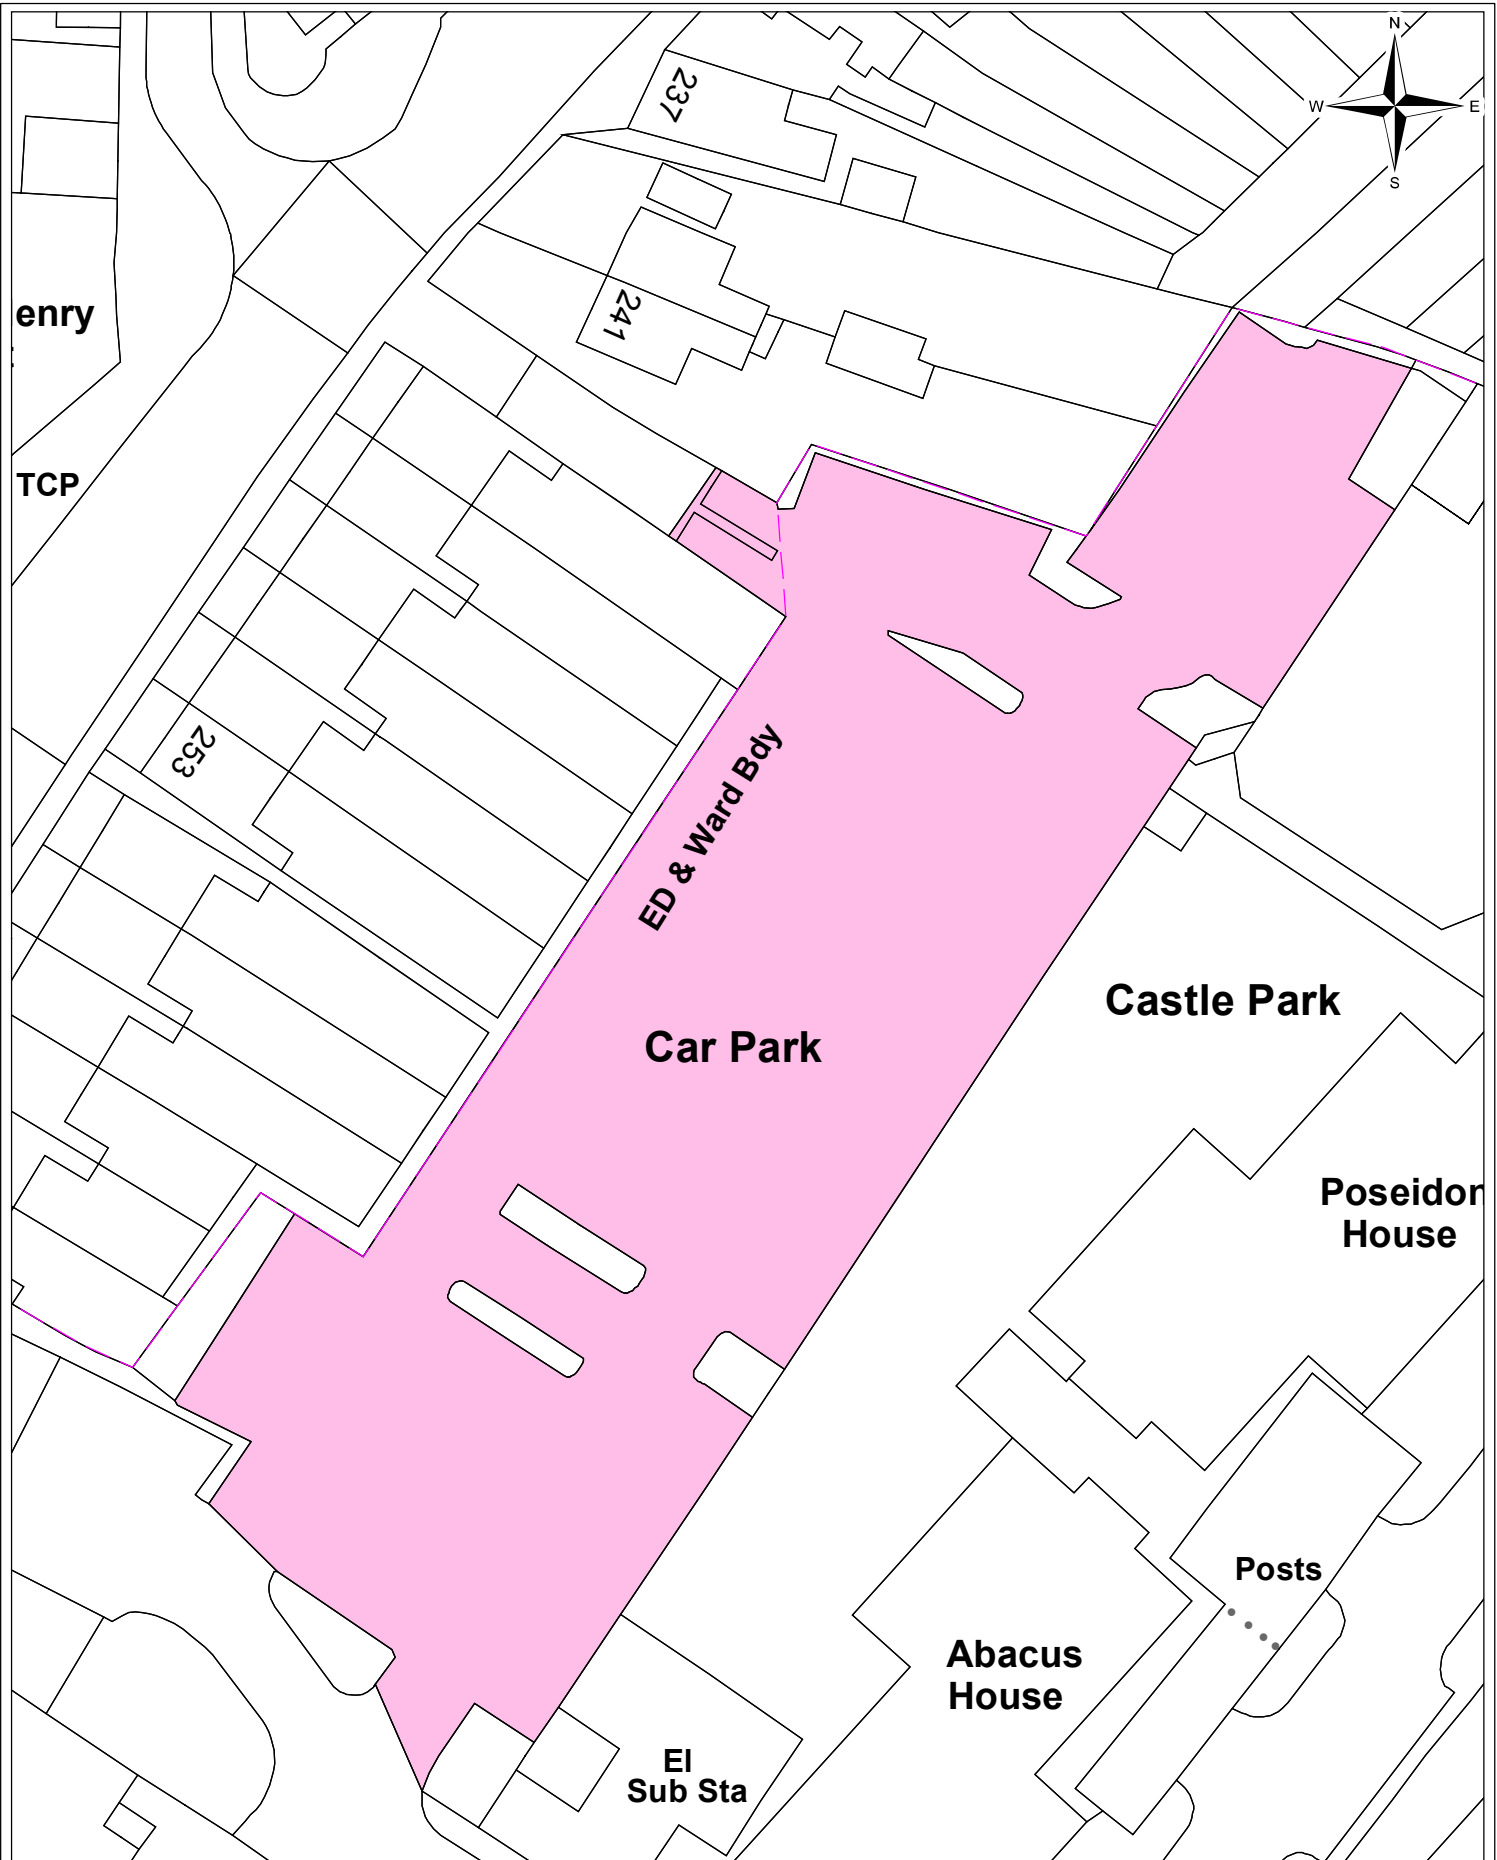 N
W
E
S
237
241
enry
TCP
253
ED & Ward Bdy
Castle Park
Car Park
Poseidon
House
Posts
Abacus
House
El
Sub Sta